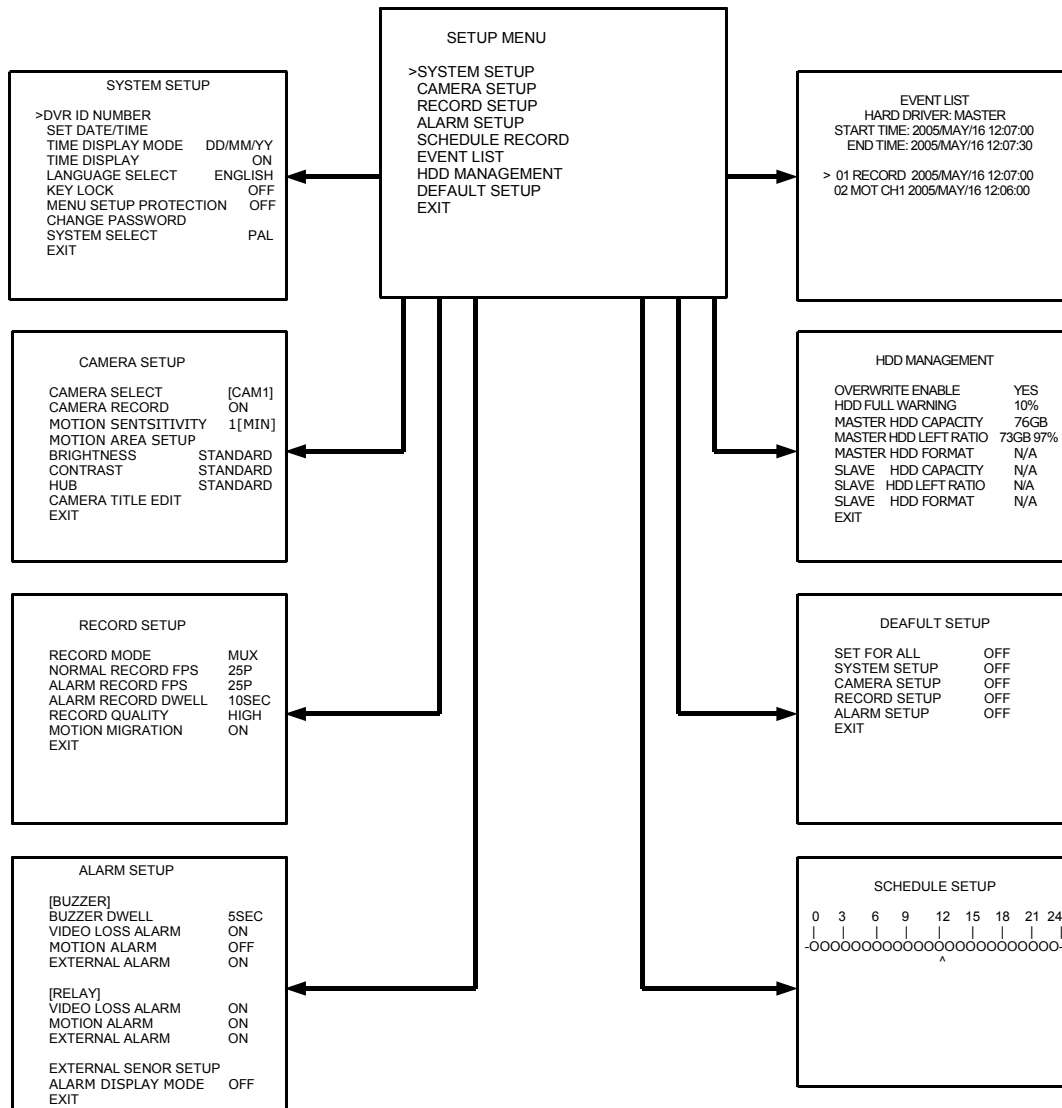 SETUP MENU
>SYSTEM SETUP
CAMERA SETUP
RECORD SETUP
ALARM SETUP
SCHEDULE RECORD
EVENT LIST
HDD MANAGEMENT
DEFAULT SETUP
EXIT
SYSTEM SETUP
>DVR ID NUMBER
SET DATE/TIME
TIME DISPLAY MODE DD/MM/YY
TIME DISPLAY ON
LANGUAGE SELECT ENGLISH
KEY LOCK OFF
MENU SETUP PROTECTION OFF
CHANGE PASSWORD
SYSTEM SELECT PAL
EXIT
CAMERA SETUP
CAMERA SELECT [CAM1]
CAMERA RECORD ON
MOTION SENTSITIVITY 1[MIN]
MOTION AREA SETUP
BRIGHTNESS STANDARD
CONTRAST STANDARD
HUB STANDARD
CAMERA TITLE EDIT
EXIT
RECORD SETUP
RECORD MODE MUX
NORMAL RECORD FPS 25P
ALARM RECORD FPS 25P
ALARM RECORD DWELL 10SEC
RECORD QUALITY HIGH
MOTION MIGRATION ON
EXIT
ALARM SETUP
[BUZZER]
BUZZER DWELL 5SEC
VIDEO LOSS ALARM ON
MOTION ALARM OFF
EXTERNAL ALARM ON
[RELAY]
VIDEO LOSS ALARM ON
MOTION ALARM ON
EXTERNAL ALARM ON
EXTERNAL SENOR SETUP
ALARM DISPLAY MODE OFF
EXIT
EVENT LIST
HARD DRIVER: MASTER
START TIME: 2005/MAY/16 12:07:00
END TIME: 2005/MAY/16 12:07:30
> 01 RECORD 2005/MAY/16 12:07:00
02 MOT CH1 2005/MAY/16 12:06:00
HDD MANAGEMENT
OVERWRITE ENABLE YES
HDD FULL WARNING 10%
MASTER HDD CAPACITY 76GB
MASTER HDD LEFT RATIO 73GB 97%
MASTER HDD FORMAT N/A
SLAVE HDD CAPACITY N/A
SLAVE HDD LEFT RATIO N/A
SLAVE HDD FORMAT N/A
EXIT
DEAFULT SETUP
SET FOR ALL OFF
SYSTEM SETUP OFF
CAMERA SETUP OFF
RECORD SETUP OFF
ALARM SETUP OFF
EXIT
SCHEDULE SETUP
0 3 6 9 12 15 18 21 24
| | | | | | | | |
-OOOOOOOOOOOOOOOOOOOOOOOO-
^